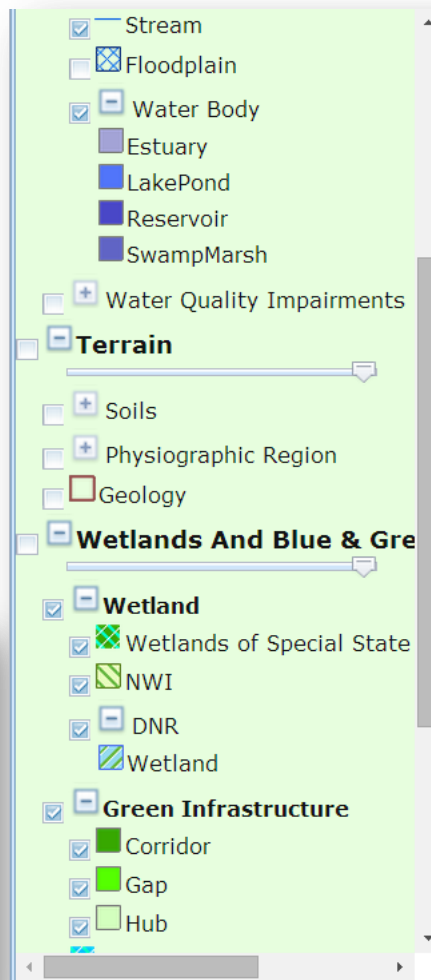 Stream
Floodplain
Water Body
Estuary
LakePond
Reservoir
SwampMarsh
Water Quality Impairments
Terrain
Soils
Physiographic Region
Geology
Wetlands And Blue & Gre
Wetland
Wetlands of Special State
NWI
DNR
Wetland
Green Infrastructure
Corridor
Gap
Hub